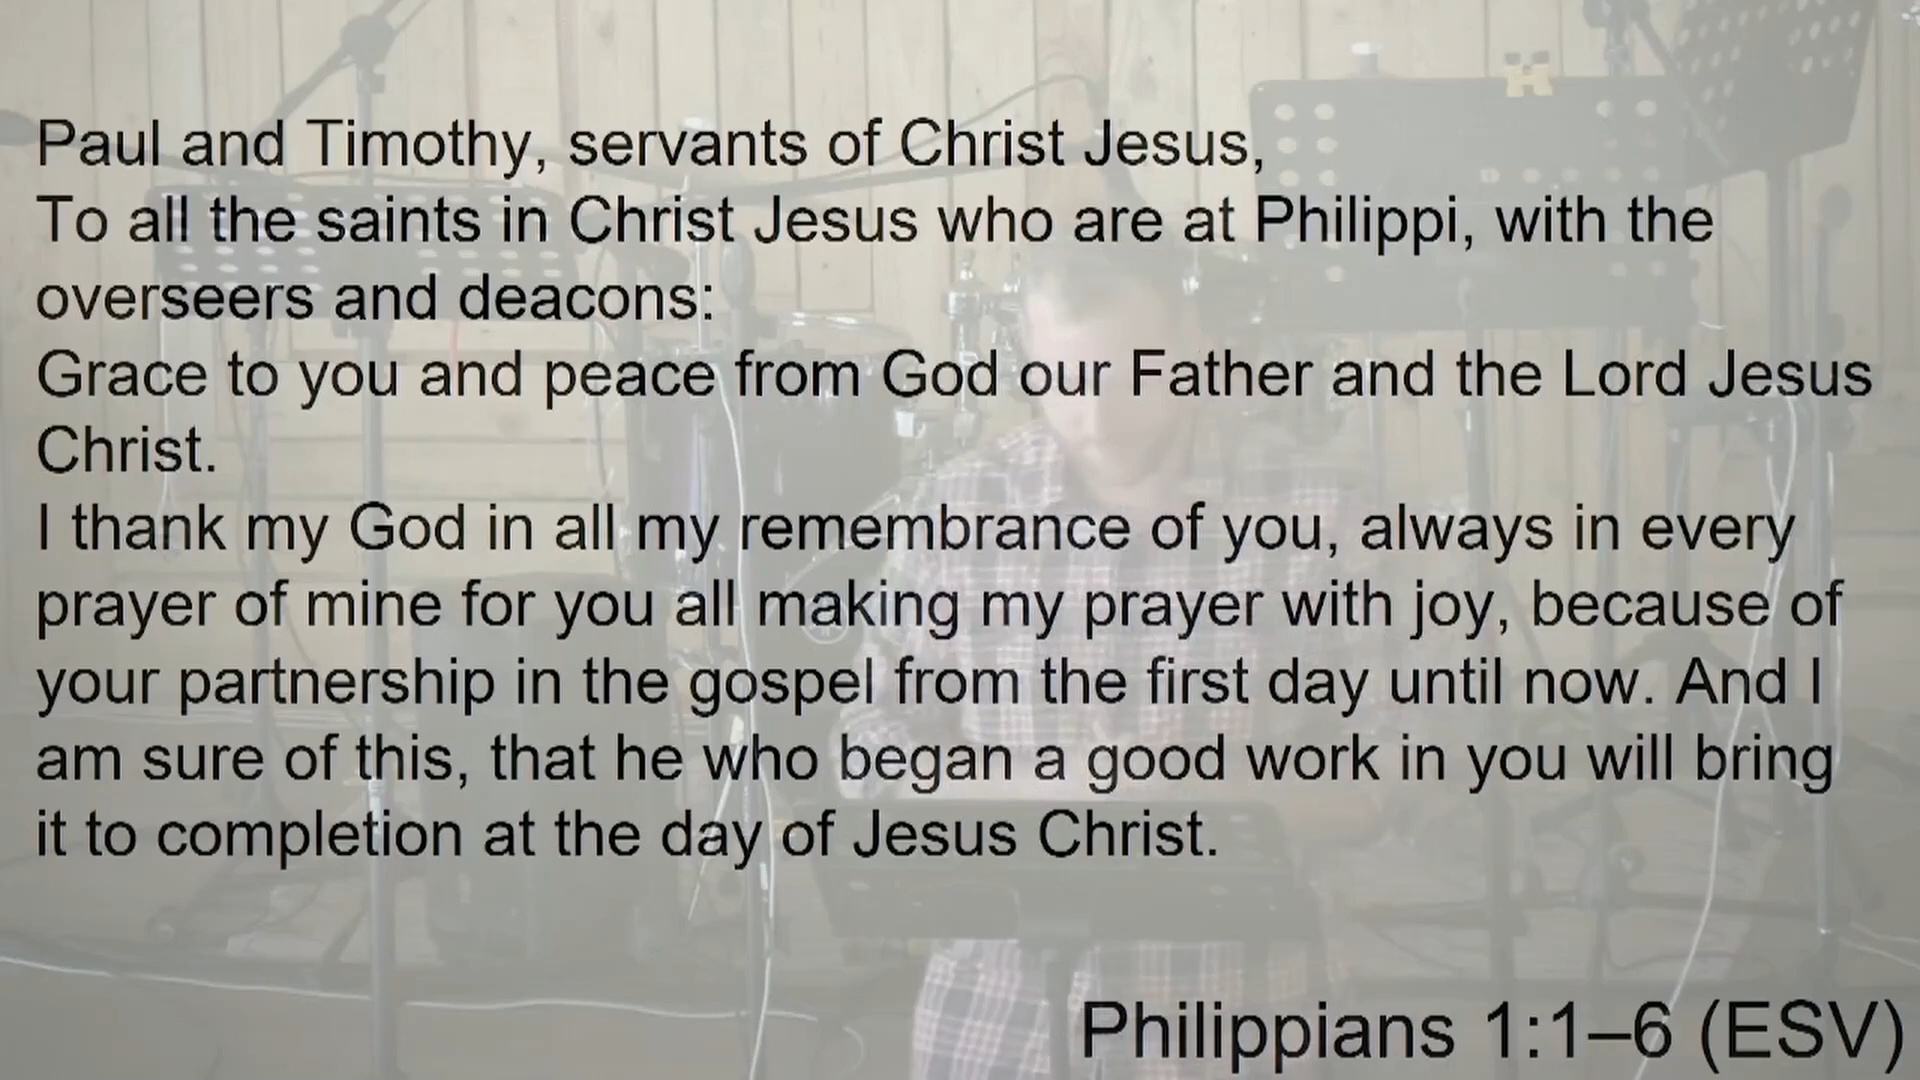 Paul and Timothy, servants of Christ Jesus,
To all the saints in Christ Jesus who are at Philippi, with the
overseers and deacons:
Grace to you and peace from God our Father and the Lord Jesus
Christ.
I thank my God in all my remembrance of you, always in every
prayer of mine for you all making my prayer with joy, because of
your partnership in the gospel from the first day until now. And I
am sure of this, that he who began a good work in you will bring
it to completion at the day of Jesus Christ.
Philippians 1:1–6 (ESV)